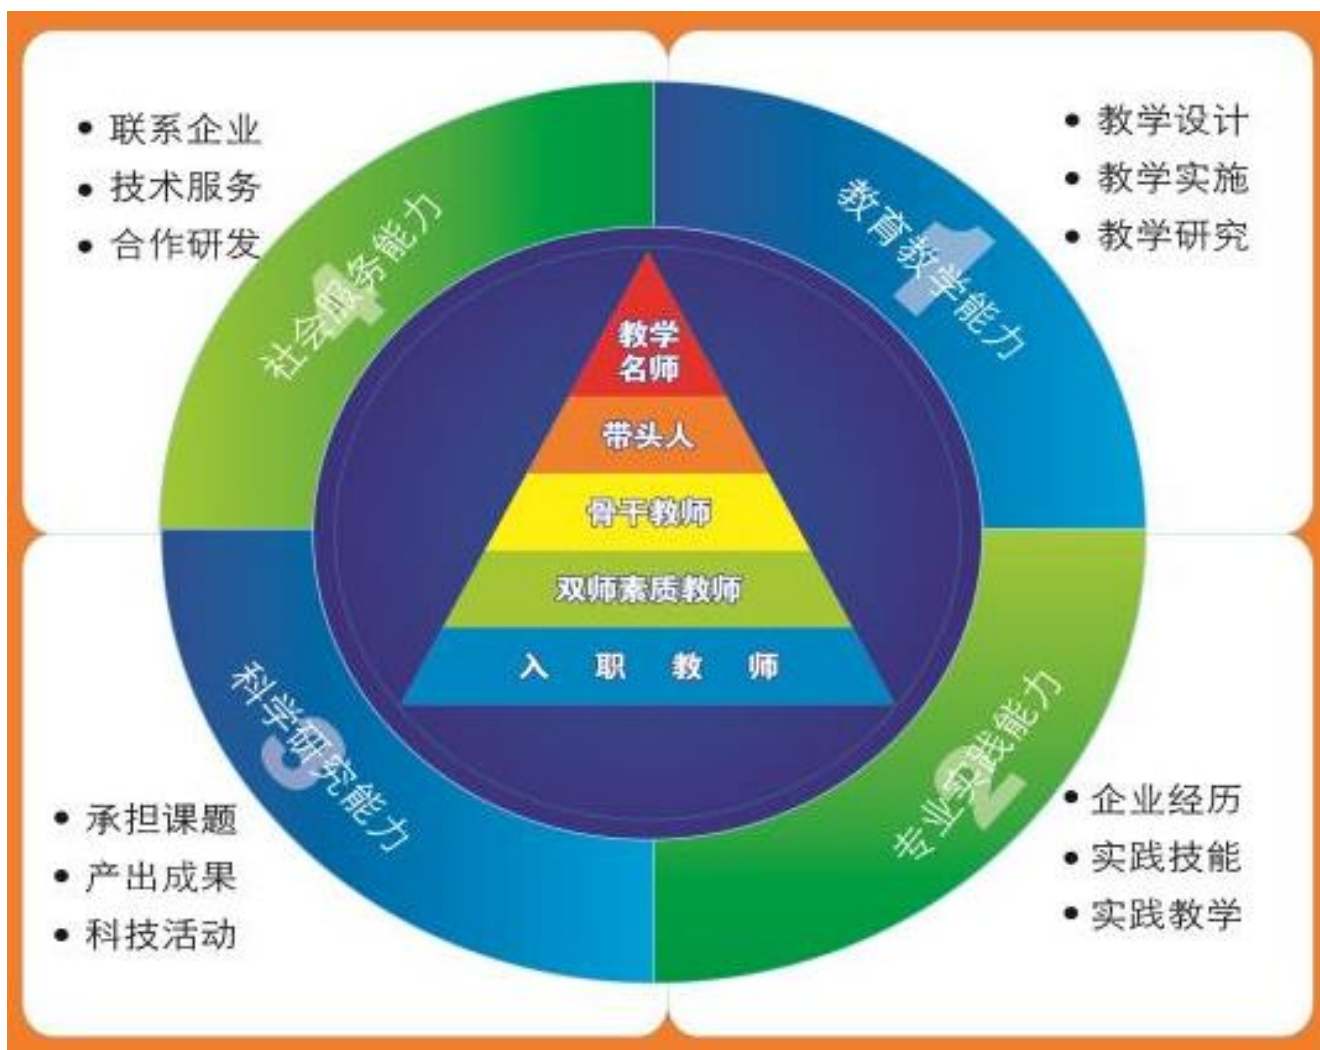 • 联系企业
• 技术服务
• 合作研发
4
社会服务能力
• 教学设计
• 教学实施
• 教学研究
1
教育教学能力
教学
名师
带头人
骨干教师
双师素质教师
入职教师
3
科学研究能力
• 承担课题
• 产出成果
• 科技活动
2
专业实践能力
• 企业经历
• 实践技能
• 实践教学